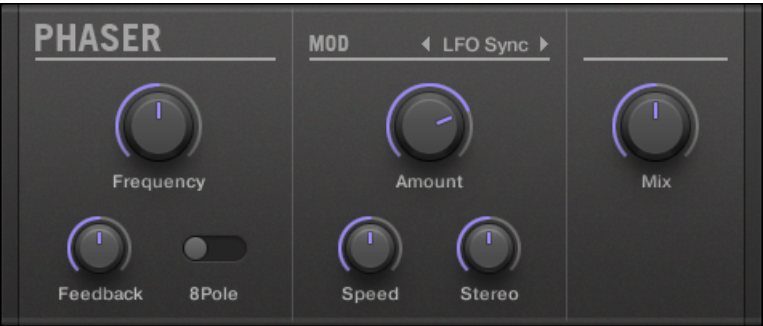 PHASER
MOD
LFO Sync
Frequency
Amount
Mix
Feedback
8Pole
Speed
Stereo